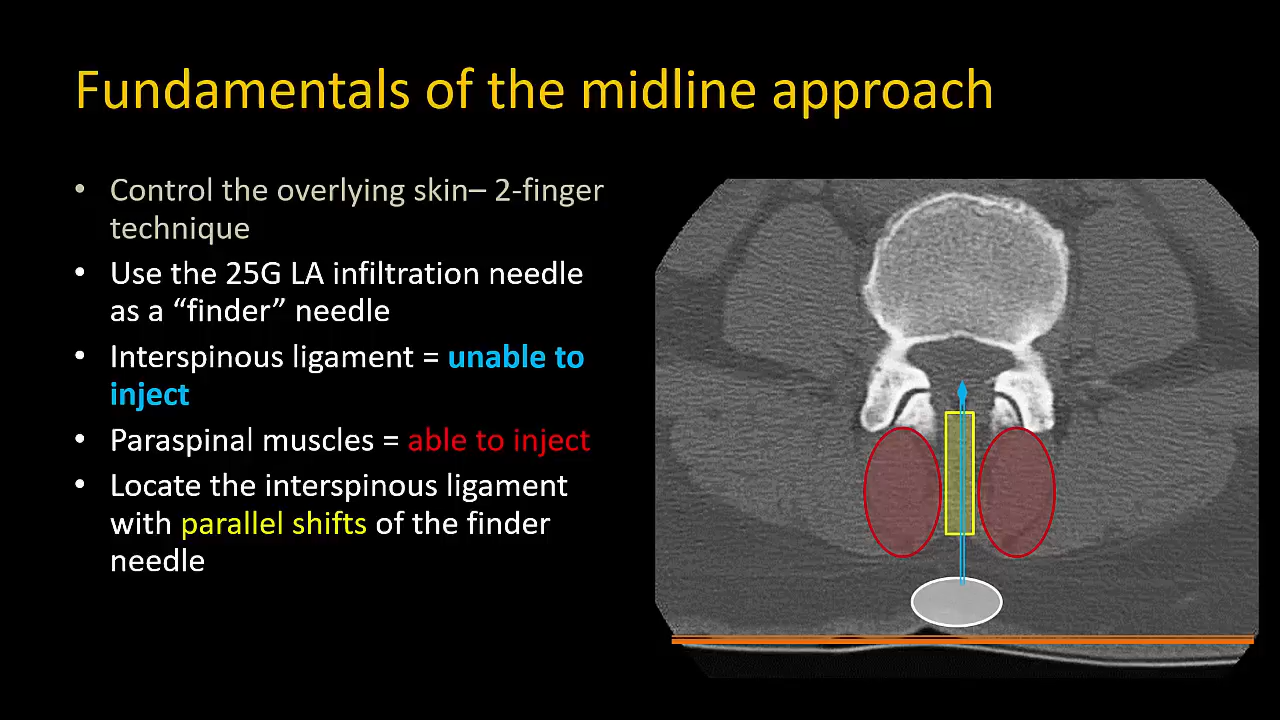 Fundamentals of the midline approach
• Control the overlying skin– 2-finger
technique
• Use the 25G LA infiltration needle
as a “finder” needle
• Interspinous ligament = unable to
inject
• Paraspinal muscles = able to inject
• Locate the interspinous ligament
with parallel shifts of the finder
needle